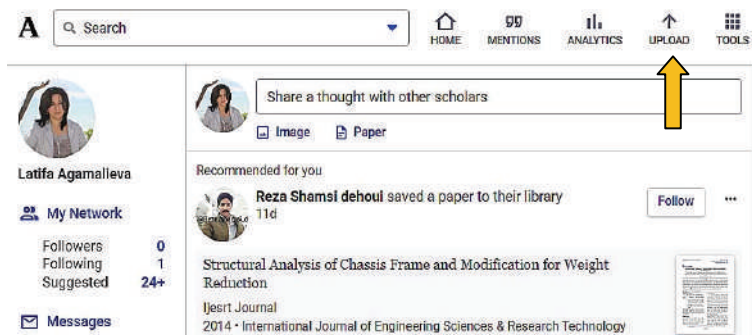 A
Search
HOME
MENTIONS
ANALYTICS
UPLOAD
TOOLS
Share a thought with other scholars
Image
Paper
Latifa Agamalieva
My Network
Followers 0
Following 1
Suggested 24+
Messages
Recommended for you
Reza Shamsi dehoui saved a paper to their library
11d
Follow
Structural Analysis of Chassis Frame and Modification for Weight
Reduction
Ijesrt Journal
2014 • International Journal of Engineering Sciences & Research Technology